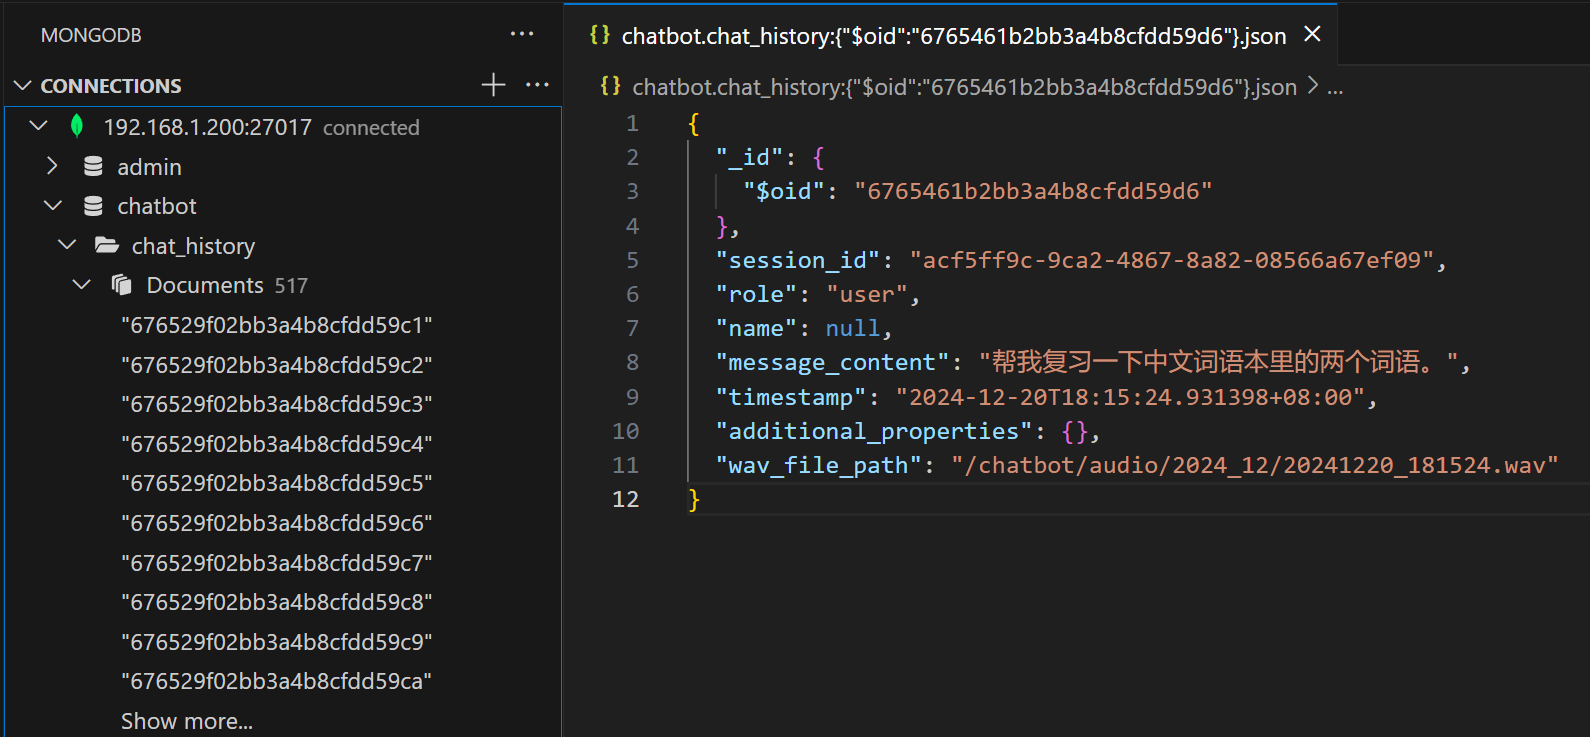 MONGODB
CONNECTIONS
192.168.1.200:27017 connected
admin
chatbot
chat_history
Documents 517
"676529f02bb3a4b8cfdd59c1"
"676529f02bb3a4b8cfdd59c2"
"676529f02bb3a4b8cfdd59c3"
"676529f02bb3a4b8cfdd59c4"
"676529f02bb3a4b8cfdd59c5"
"676529f02bb3a4b8cfdd59c6"
"676529f02bb3a4b8cfdd59c7"
"676529f02bb3a4b8cfdd59c8"
"676529f02bb3a4b8cfdd59c9"
"676529f02bb3a4b8cfdd59ca"
Show more...
{} chatbot.chat_history:{"$oid":"6765461b2bb3a4b8cfdd59d6"}.json
{} chatbot.chat_history:{"$oid":"6765461b2bb3a4b8cfdd59d6"}.json > ...
1 {
2 "_id": {
3 "$oid": "6765461b2bb3a4b8cfdd59d6"
4 },
5 "session_id": "acf5ff9c-9ca2-4867-8a82-08566a67ef09",
6 "role": "user",
7 "name": null,
8 "message_content": "帮我复习一下中文词语本里的两个词语。",
9 "timestamp": "2024-12-20T18:15:24.931398+08:00",
10 "additional_properties": {},
11 "wav_file_path": "/chatbot/audio/2024_12/20241220_181524.wav"
12 }